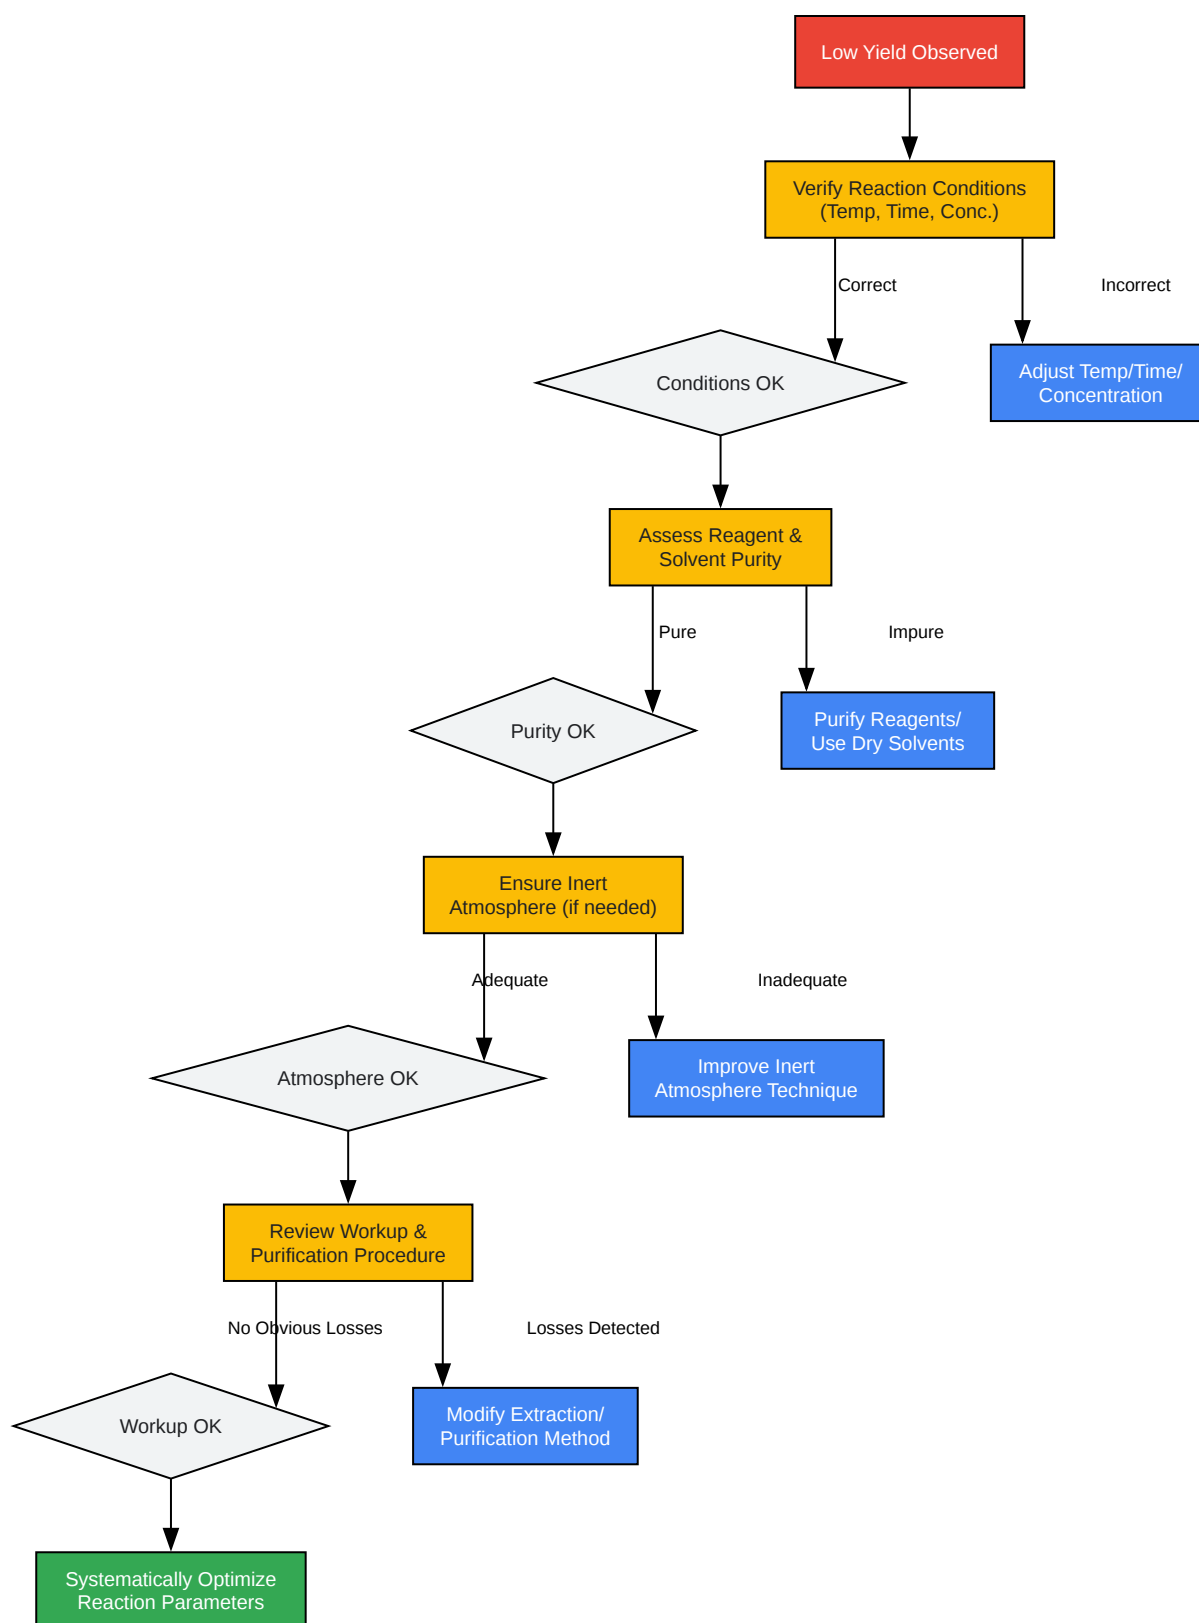 Low Yield Observed
Verify Reaction Conditions
(Temp, Time, Conc.)
Correct
Incorrect
Conditions OK
Adjust Temp/Time/
Concentration
Assess Reagent &
Solvent Purity
Pure
Impure
Purity OK
Purify Reagents/
Use Dry Solvents
Ensure Inert
Atmosphere (if needed)
Adequate
Inadequate
Atmosphere OK
Improve Inert
Atmosphere Technique
Review Workup &
Purification Procedure
No Obvious Losses
Losses Detected
Workup OK
Modify Extraction/
Purification Method
Systematically Optimize
Reaction Parameters